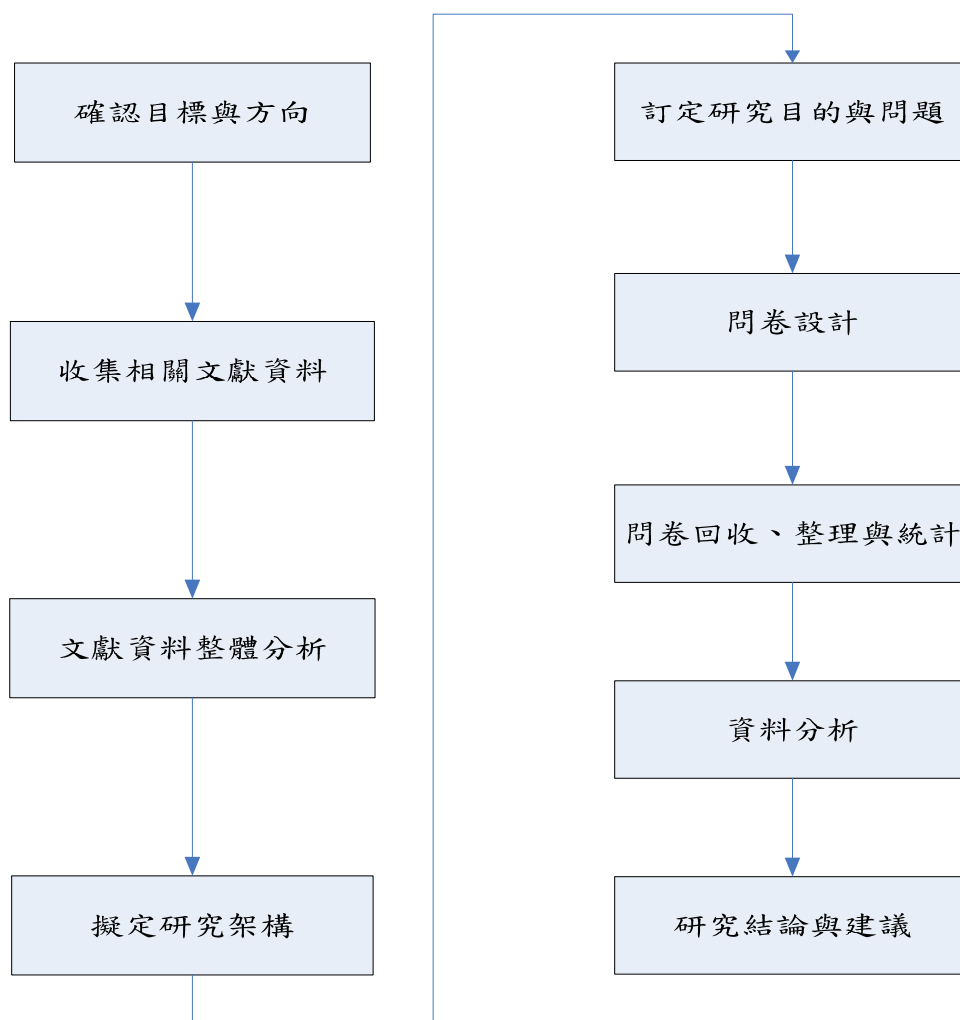 確認目標與方向
收集相關文獻資料
文獻資料整體分析
擬定研究架構
訂定研究目的與問題
問卷設計
問卷回收、整理與統計
資料分析
研究結論與建議